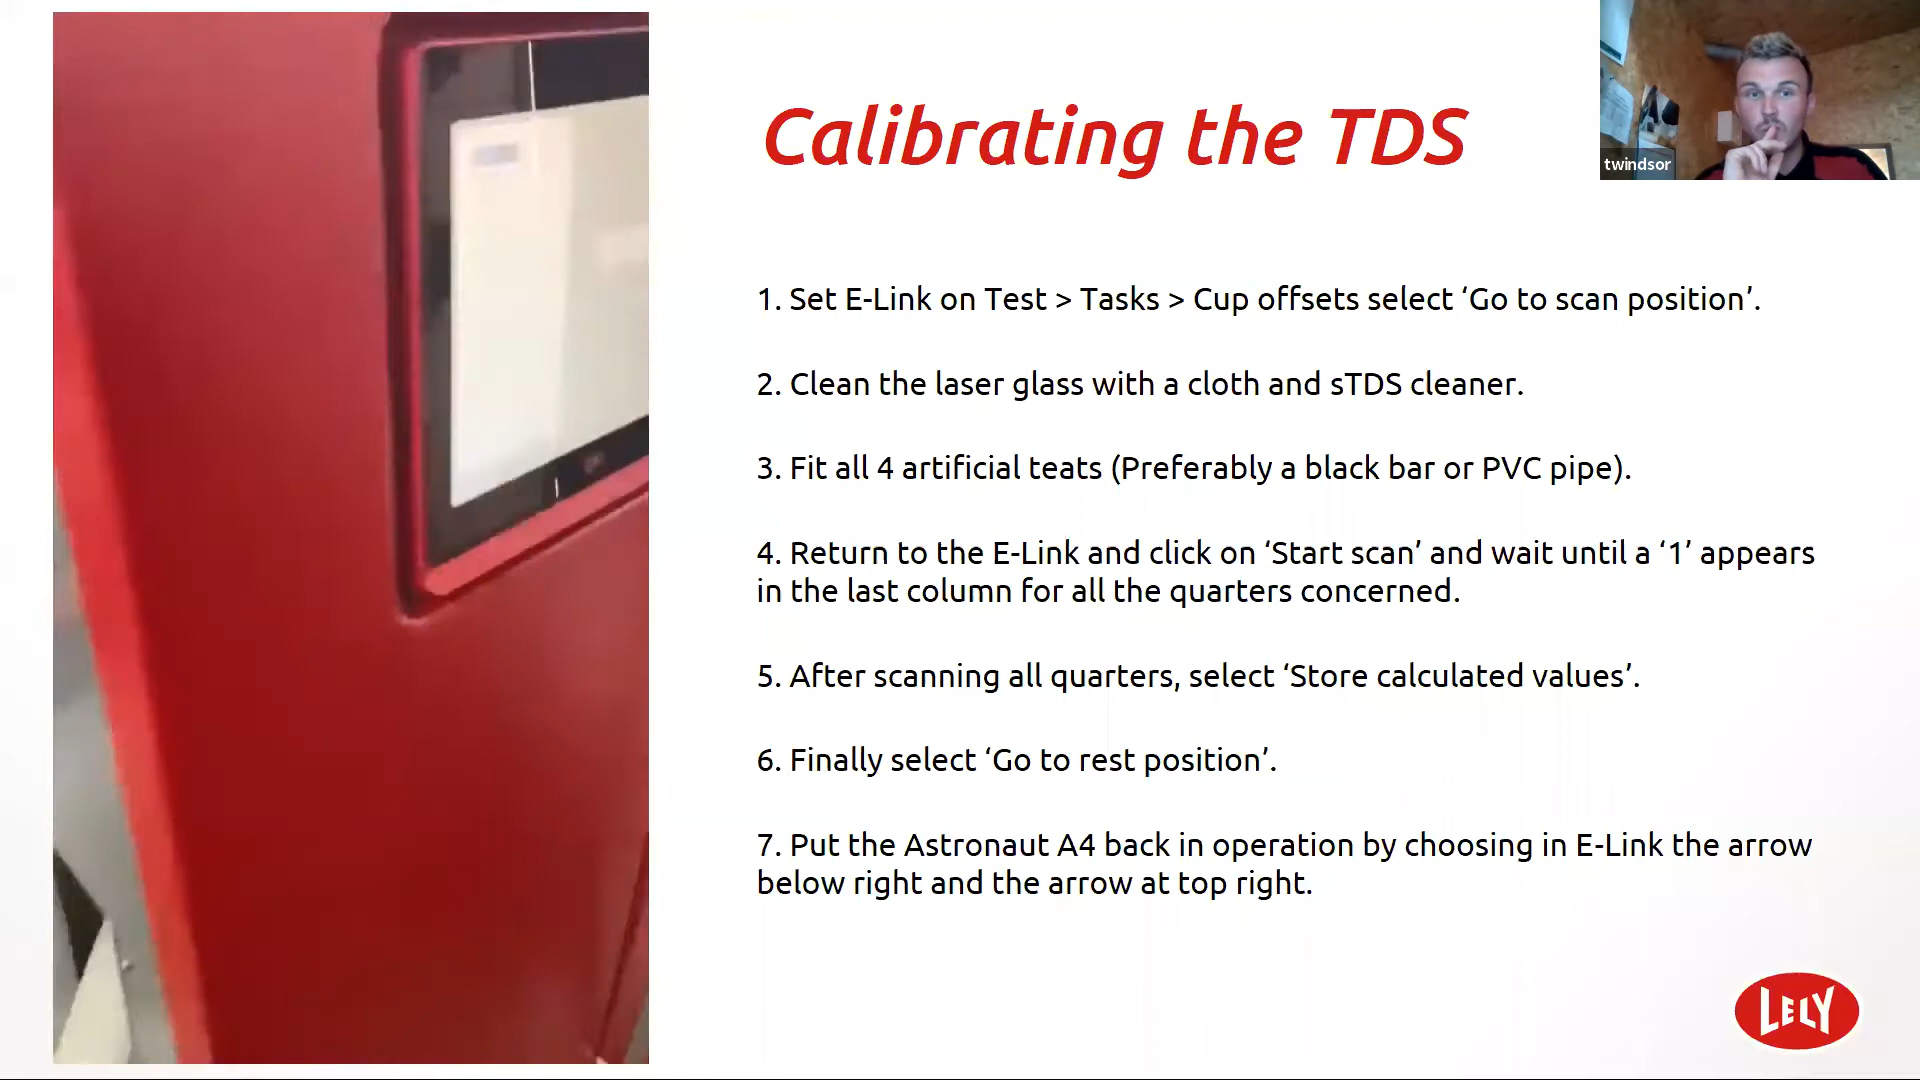 Calibrating the TDS
twindsor
1. Set E-Link on Test > Tasks > Cup offsets select ‘Go to scan position’.
2. Clean the laser glass with a cloth and sTDS cleaner.
3. Fit all 4 artificial teats (Preferably a black bar or PVC pipe).
4. Return to the E-Link and click on ‘Start scan’ and wait until a ‘1’ appears
in the last column for all the quarters concerned.
5. After scanning all quarters, select ‘Store calculated values’.
6. Finally select ‘Go to rest position’.
7. Put the Astronaut A4 back in operation by choosing in E-Link the arrow
below right and the arrow at top right.
LELY